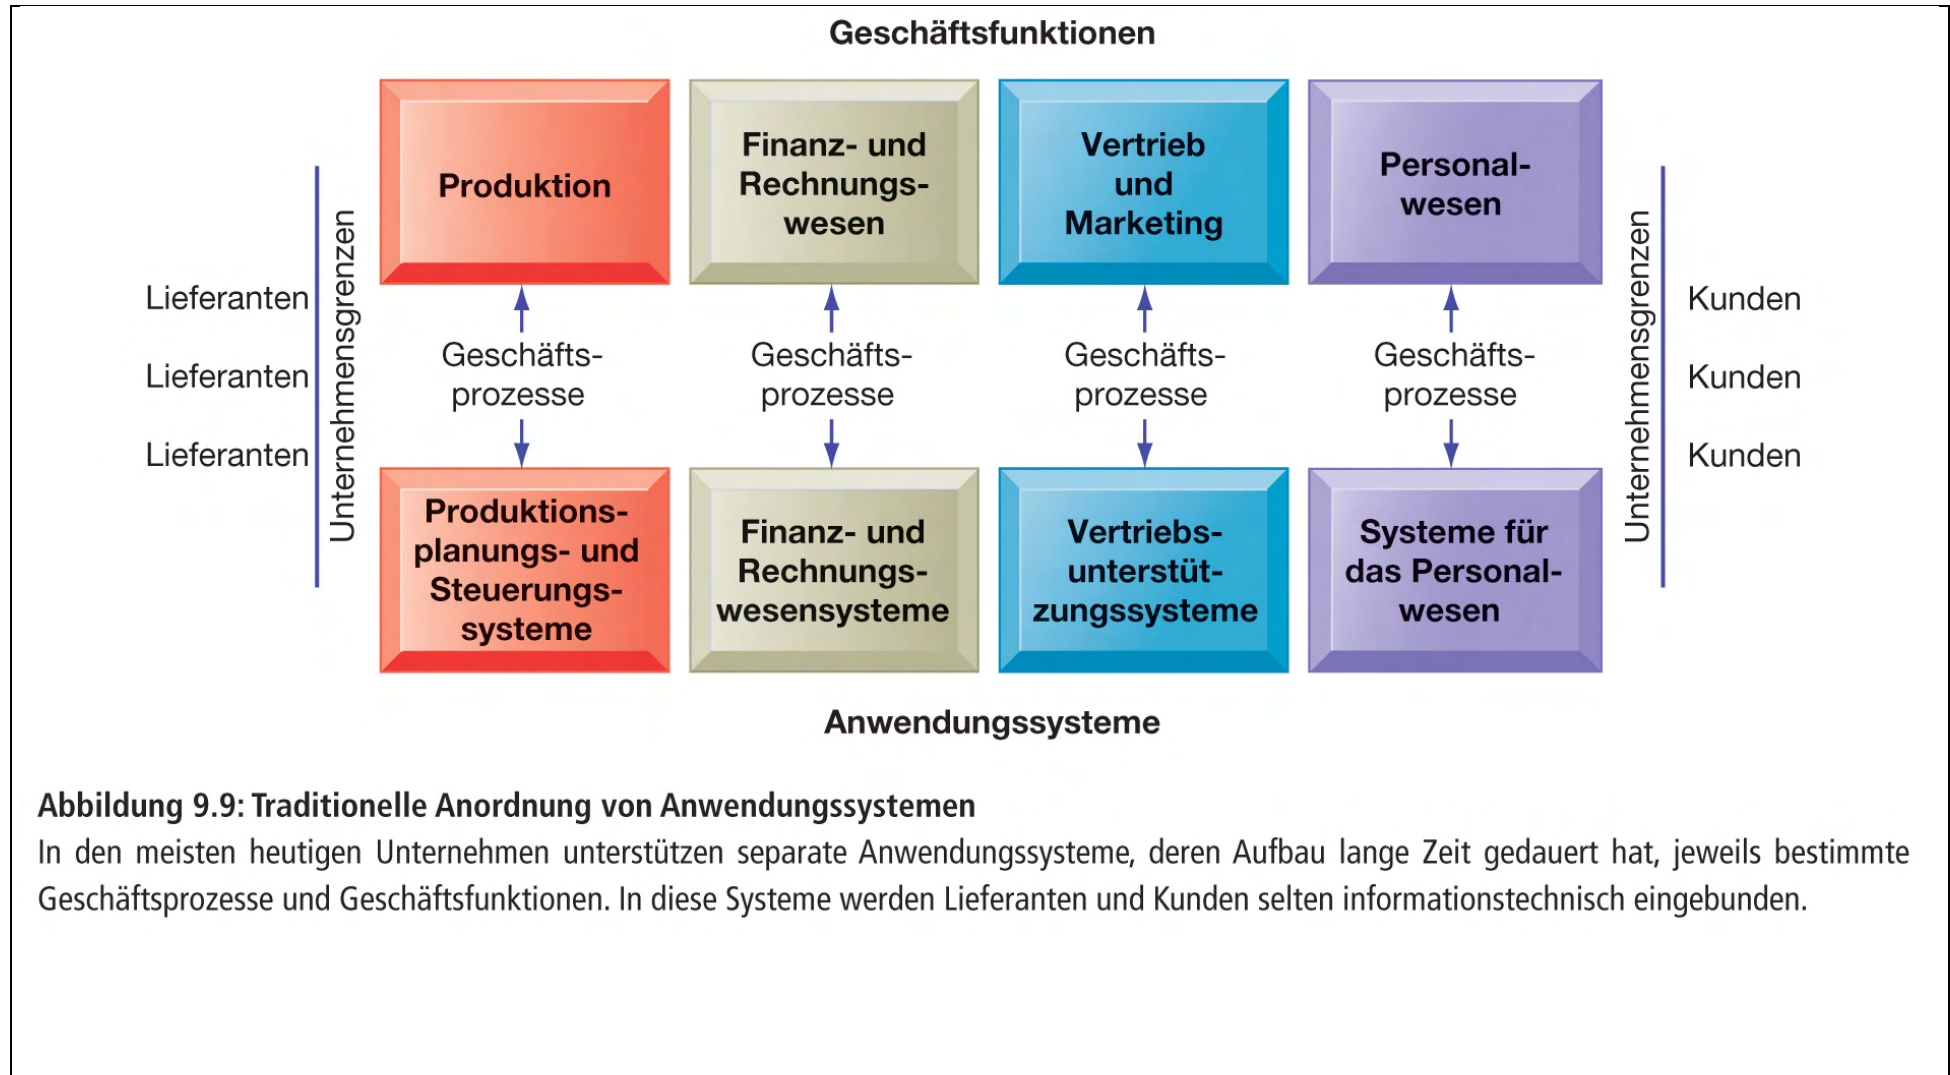 Geschäftsfunktionen
Produktion
Finanz- und
Rechnungs-
wesen
Vertrieb
und
Marketing
Personal-
wesen
Lieferanten
Lieferanten
Lieferanten
Unternehmensgrenzen
Geschäfts-
prozesse
Geschäfts-
prozesse
Geschäfts-
prozesse
Geschäfts-
prozesse
Unternehmensgrenzen
Kunden
Kunden
Kunden
Produktions-
planungs- und
Steuerungs-
systeme
Finanz- und
Rechnungs-
wesensysteme
Vertriebs-
unterstüt-
zungssysteme
Systeme für
das Personal-
wesen
Anwendungssysteme
Abbildung 9.9: Traditionelle Anordnung von Anwendungssystemen
In den meisten heutigen Unternehmen unterstützen separate Anwendungssysteme, deren Aufbau lange Zeit gedauert hat, jeweils bestimmte
Geschäftsprozesse und Geschäftsfunktionen. In diese Systeme werden Lieferanten und Kunden selten informationstechnisch eingebunden.